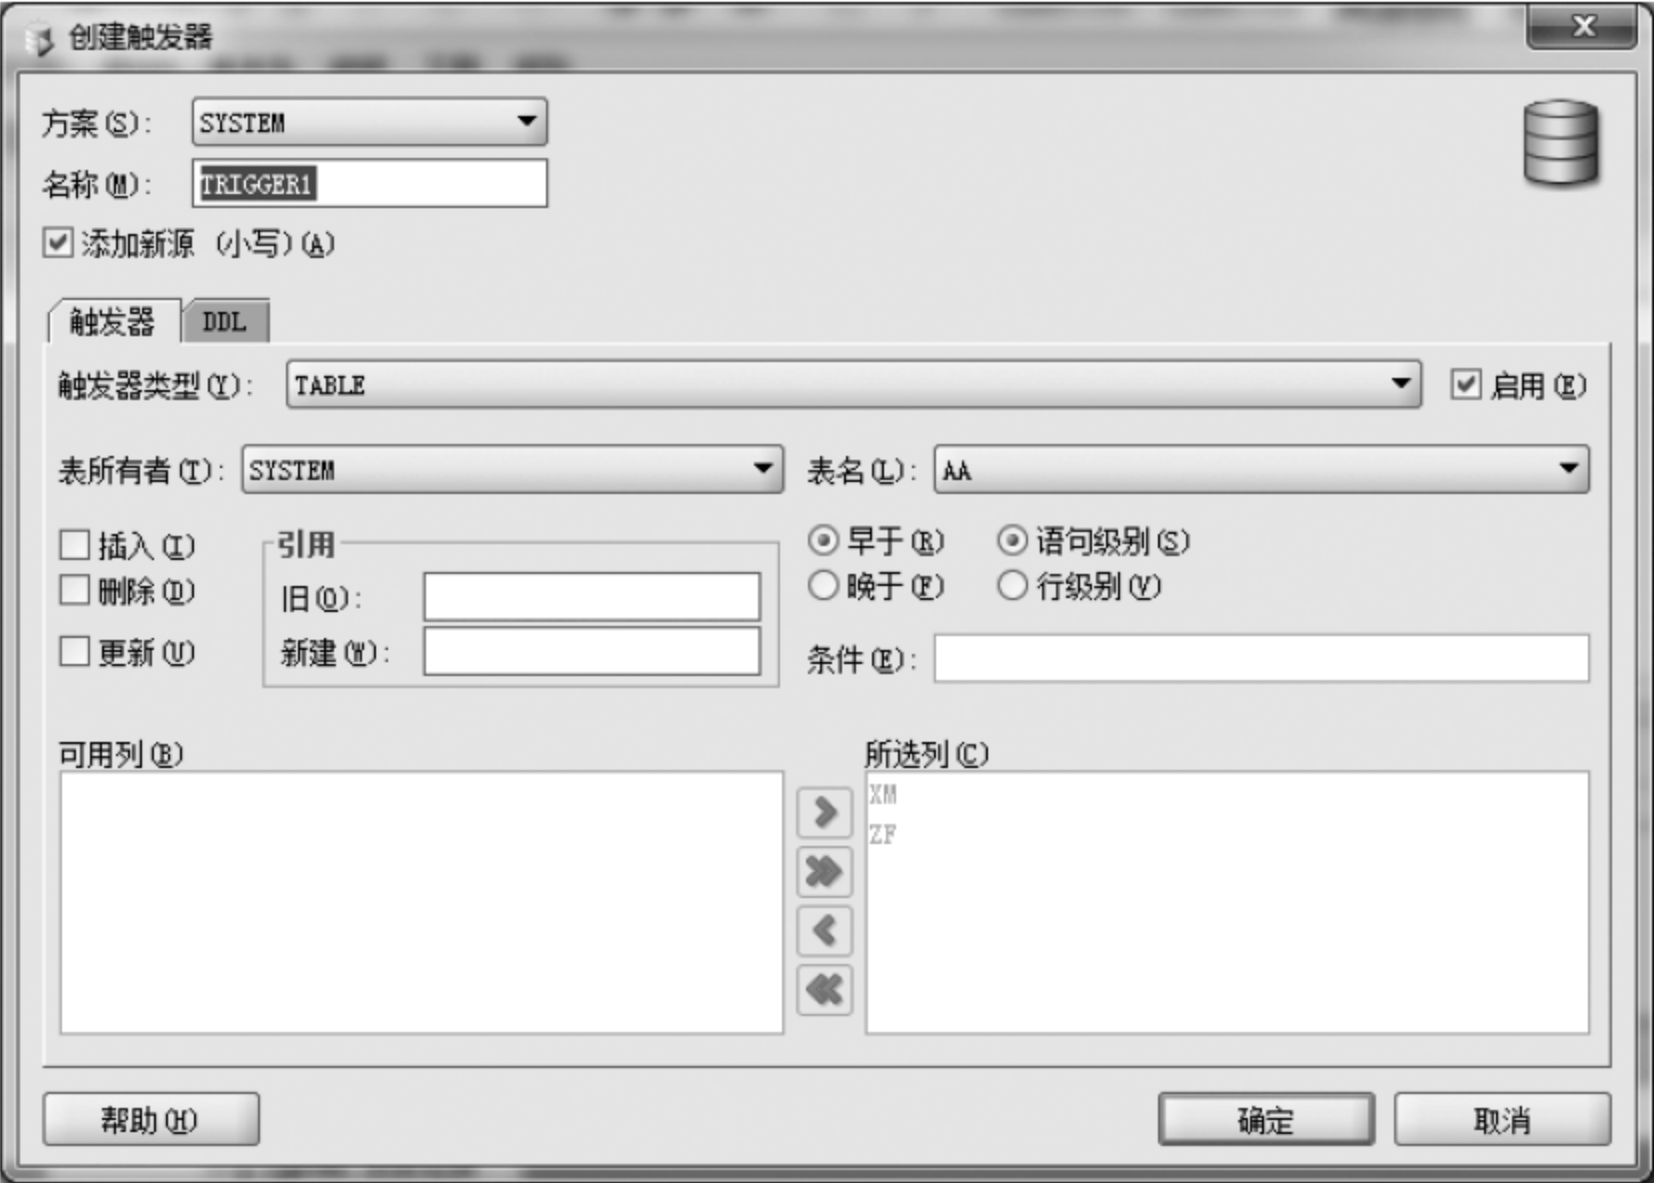 创建触发器
方案(S): SYSTEM
名称(M): TRIGGER1
添加新源 (小写)(A)
触发器 DDL
触发器类型(Y): TABLE 启用(E)
表所有者(T): SYSTEM 表名(L): AA
插入(I) 引用 早于(R) 语句级别(S)
删除(D) 旧(O): 晚于(F) 行级别(V)
更新(U) 新建(W): 条件(E):
可用列(B) 所选列(C)
XM
ZF
帮助(H) 确定 取消